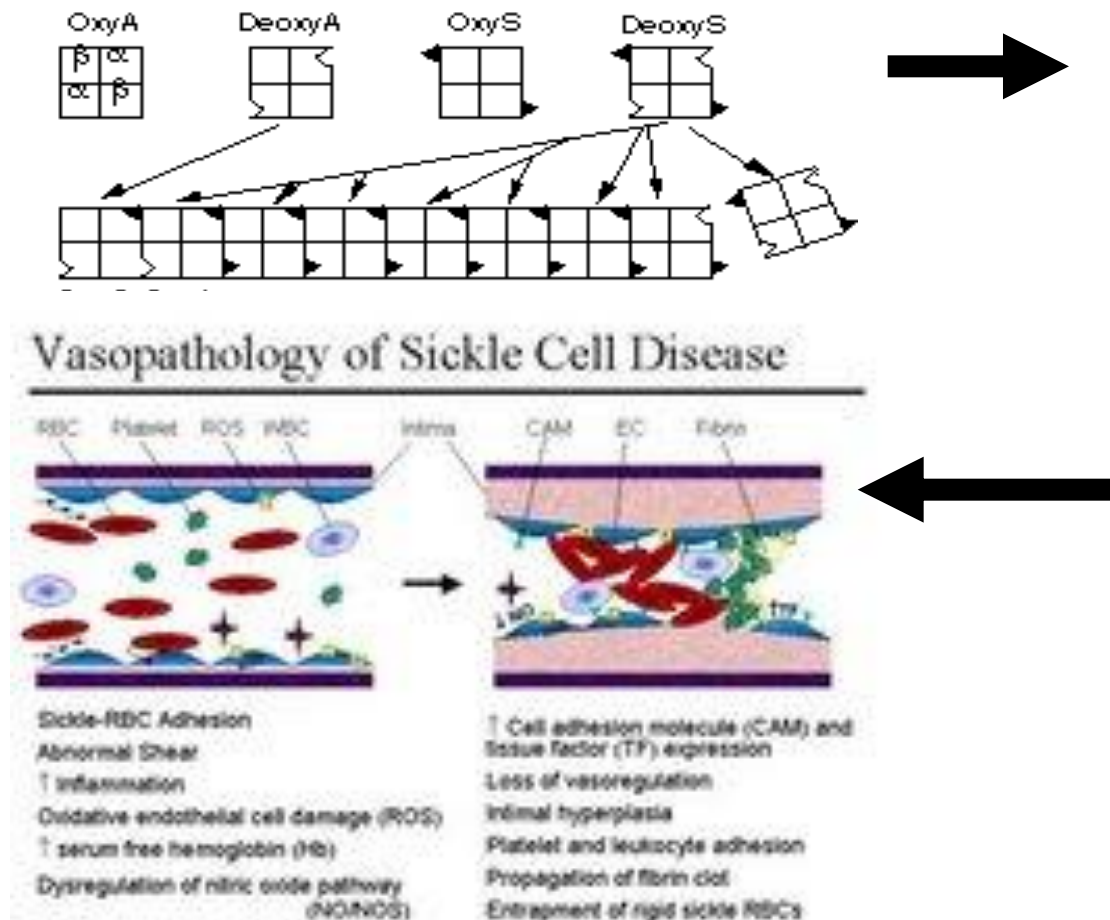 OxyA DeoxyA OxyS DeoxyS
β α
α β
Vasopathology of Sickle Cell Disease
RBC Platelet ROS WBC Intima CAM EC Fibrin
↓ NO ↑TF
Sickle-RBC Adhesion
Abnormal Shear
↑ Inflammation
Oxidative endothelial cell damage (ROS)
↑ serum free hemoglobin (Hb)
Dysregulation of nitric oxide pathway
(NO/NOS)
↑ Cell adhesion molecule (CAM) and
tissue factor (TF) expression
Loss of vasoregulation
Intimal hyperplasia
Platelet and leukocyte adhesion
Propagation of fibrin clot
Entrapment of rigid sickle RBCs